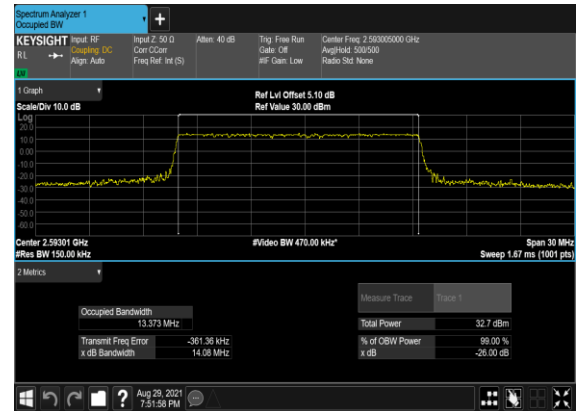 Spectrum Analyzer 1
Occupied BW
+
KEYSIGHT Input: RF Input Z: 50 Ω Atten: 40 dB Trig: Free Run Center Freq: 2.593005000 GHz
RL Coupling: DC Corr CCorr Gate: Off Avg|Hold: 500/500
Align: Auto Freq Ref: Int (S) #IF Gain: Low Radio Std: None
1 Graph
Ref Lvl Offset 5.10 dB
Scale/Div 10.0 dB Ref Value 30.00 dBm
Log
20.0
10.0
0.00
-10.0
-20.0
-30.0
-40.0
-50.0
-60.0
Center 2.59301 GHz #Video BW 470.00 kHz* Span 30 MHz
#Res BW 150.00 kHz Sweep 1.67 ms (1001 pts)
2 Metrics
Measure Trace Trace 1
Occupied Bandwidth
13.373 MHz Total Power 32.7 dBm
Transmit Freq Error -361.36 kHz % of OBW Power 99.00 %
x dB Bandwidth 14.08 MHz x dB -26.00 dB
? Aug 29, 2021
7:51:58 PM